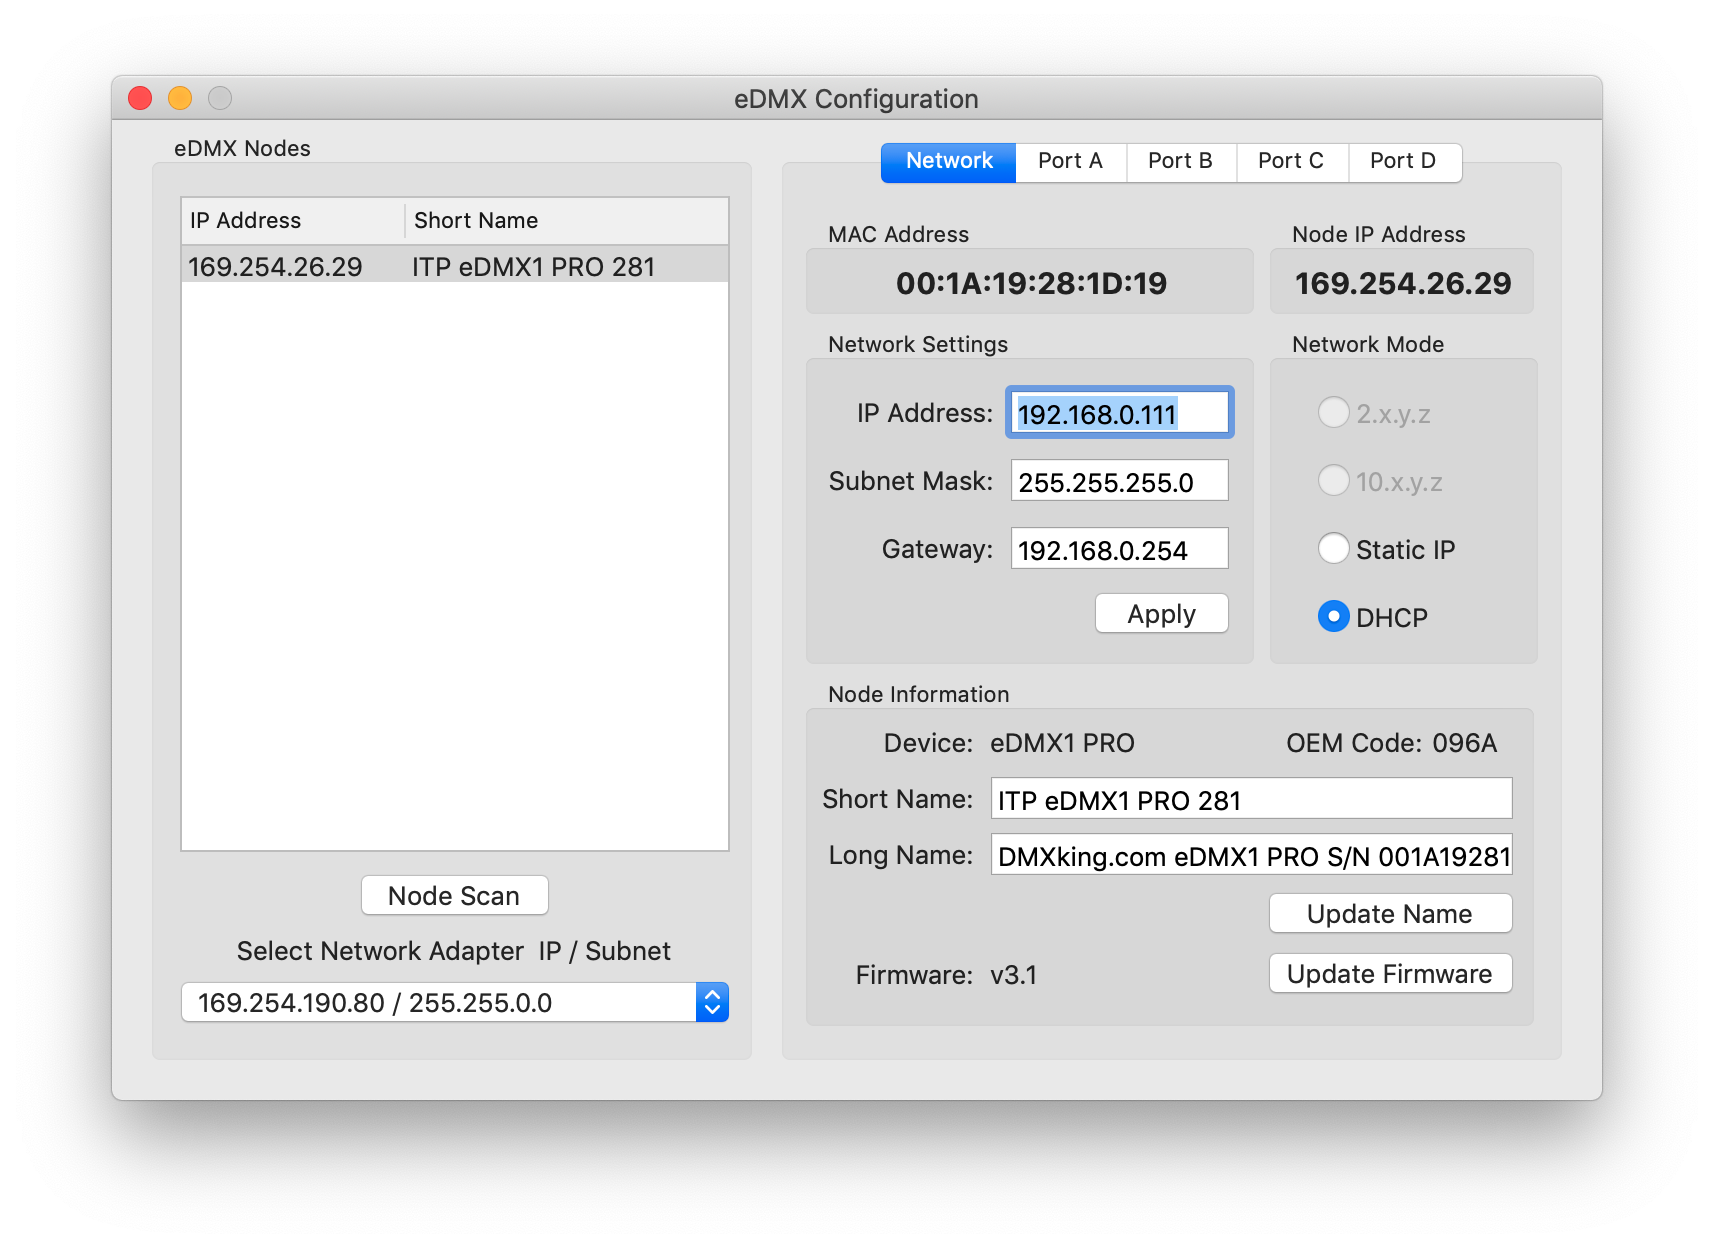 eDMX Configuration
eDMX Nodes
IP Address Short Name
169.254.26.29 ITP eDMX1 PRO 281
Node Scan
Select Network Adapter IP / Subnet
169.254.190.80 / 255.255.0.0
Network Port A Port B Port C Port D
MAC Address
00:1A:19:28:1D:19
Node IP Address
169.254.26.29
Network Settings
IP Address: 192.168.0.111
Subnet Mask: 255.255.255.0
Gateway: 192.168.0.254
Apply
Network Mode
2.x.y.z
10.x.y.z
Static IP
DHCP
Node Information
Device: eDMX1 PRO OEM Code: 096A
Short Name: ITP eDMX1 PRO 281
Long Name: DMXking.com eDMX1 PRO S/N 001A19281
Update Name
Firmware: v3.1 Update Firmware